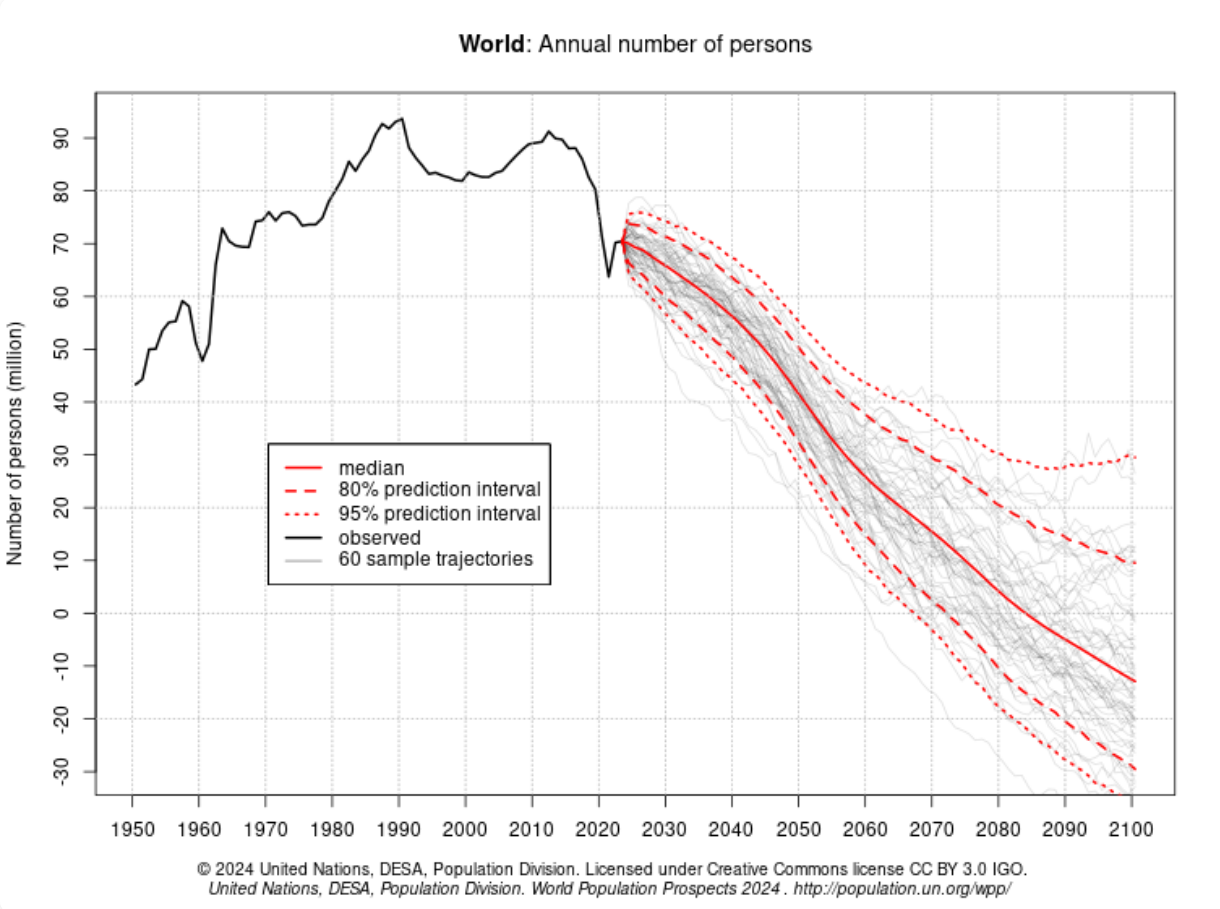 World: Annual number of persons
Number of persons (million)
90
80
70
60
50
40
30
20
10
0
-10
-20
-30
median
80% prediction interval
95% prediction interval
observed
60 sample trajectories
1950 1960 1970 1980 1990 2000 2010 2020 2030 2040 2050 2060 2070 2080 2090 2100
© 2024 United Nations, DESA, Population Division. Licensed under Creative Commons license CC BY 3.0 IGO.
United Nations, DESA, Population Division. World Population Prospects 2024 . http://population.un.org/wpp/